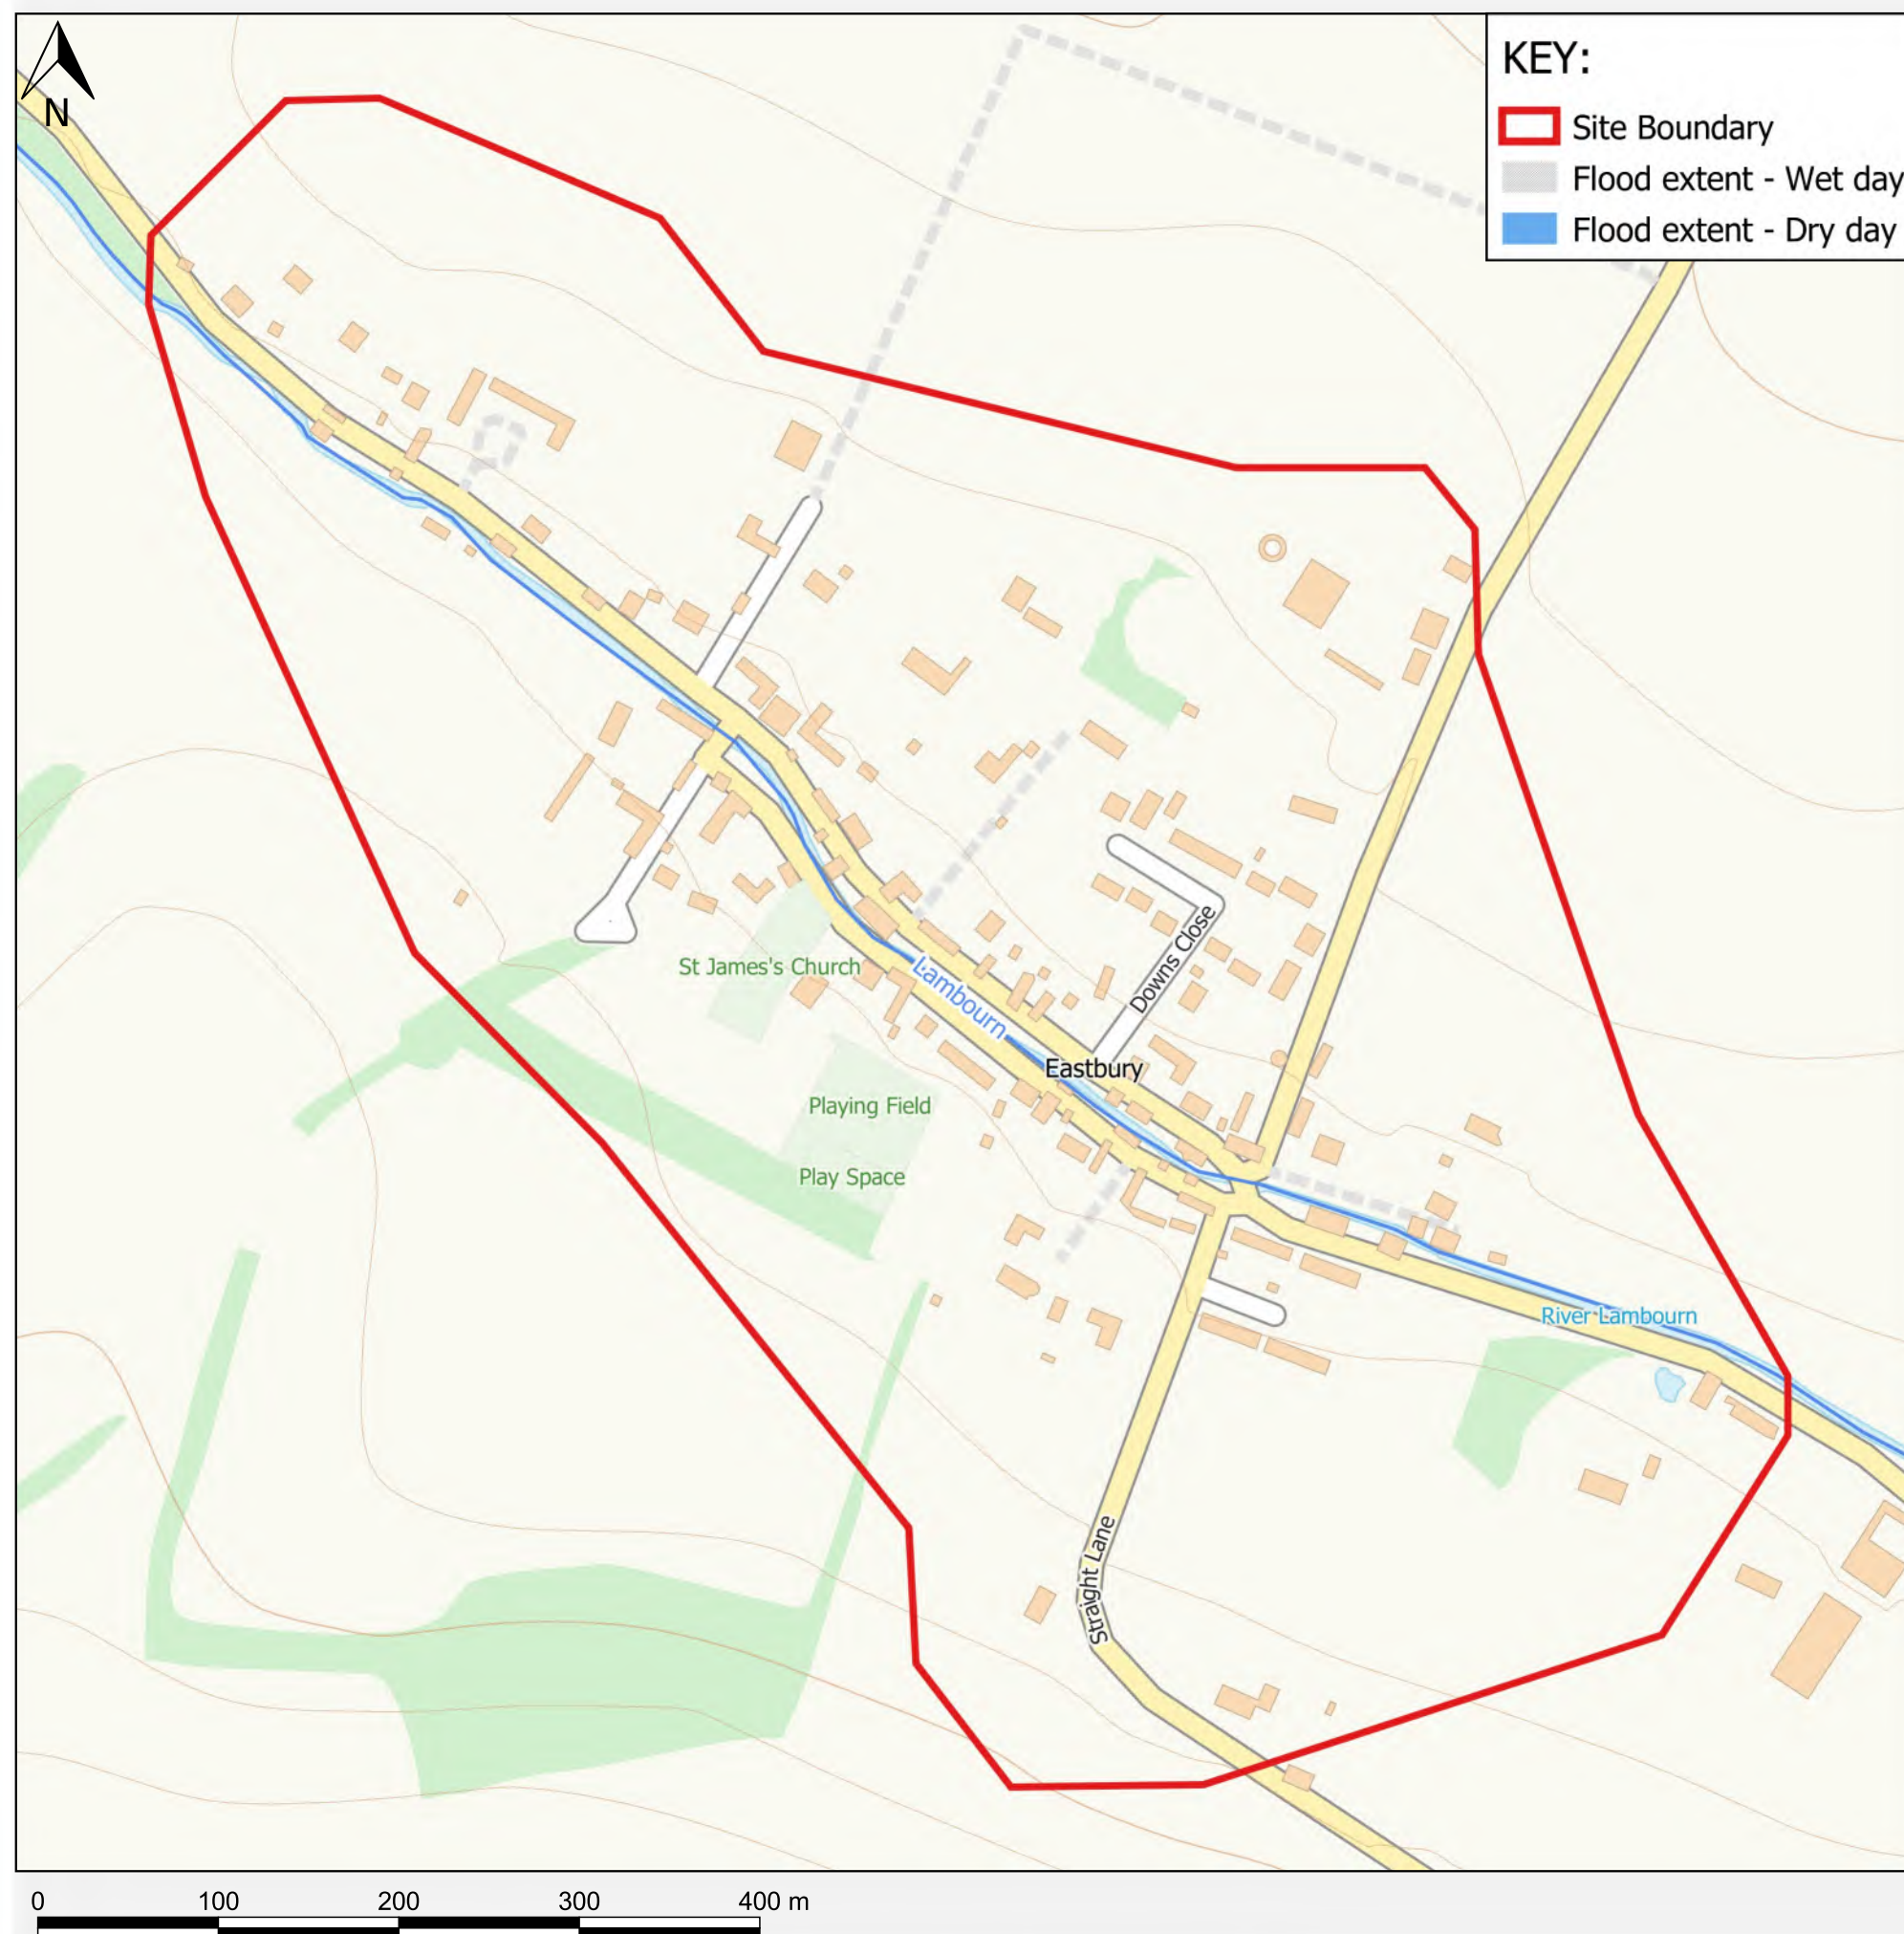 N
KEY:
Site Boundary
Flood extent - Wet day
Flood extent - Dry day
Downs Close
St James's Church
Lambourn
Eastbury
Playing Field
Play Space
River Lambourn
Straight Lane
0 100 200 300 400 m